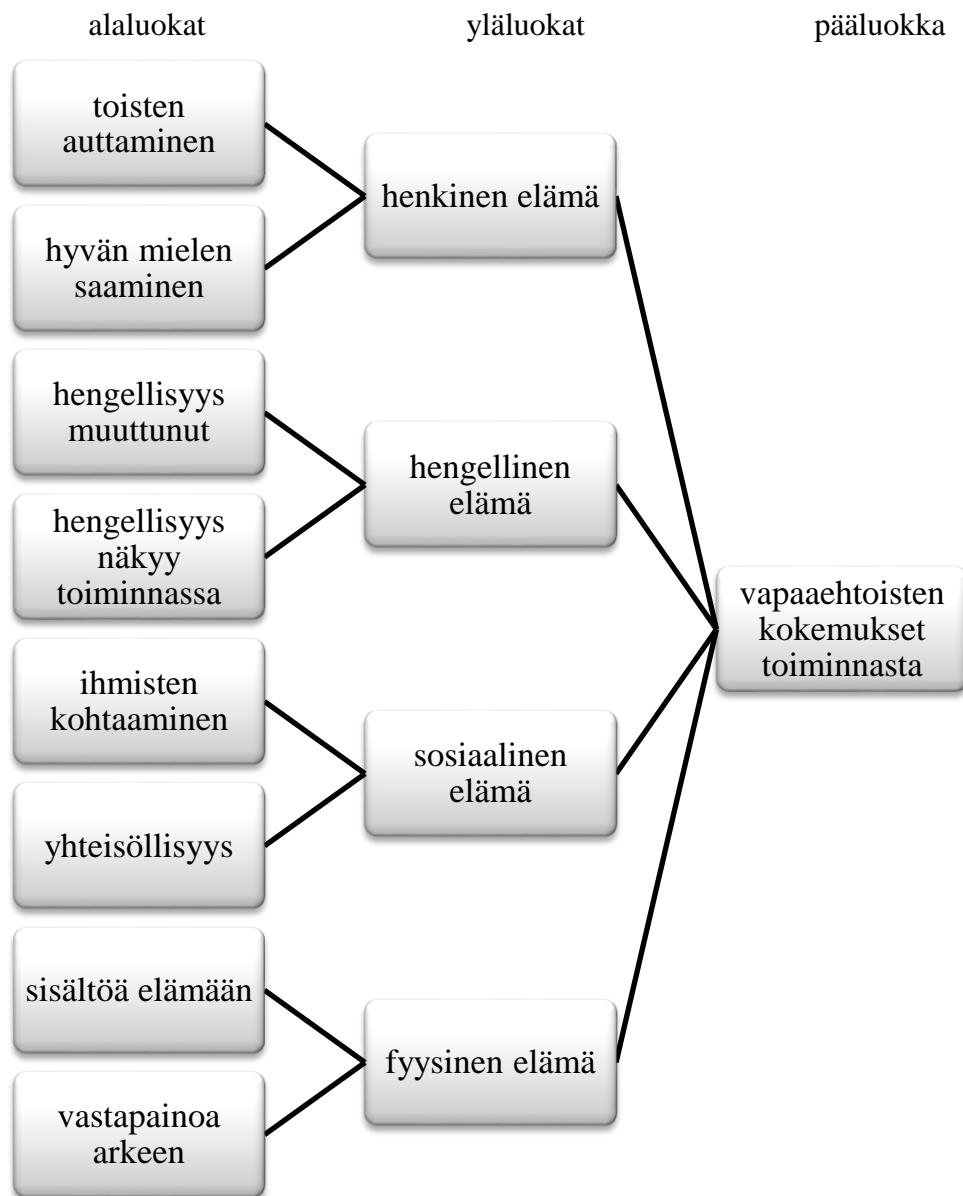 alaluokat
yläluokat
pääluokka
toisten
auttaminen
hyvän mielen
saaminen
henkinen elämä
hengellisyys
muuttunut
hengellisyys
näkyy
toiminnassa
hengellinen
elämä
ihmisten
kohtaaminen
yhteisöllisyys
sosiaalinen
elämä
sisältöä elämään
vastapainoa
arkeen
fyysinen elämä
vapaaehtoisten
kokemukset
toiminnasta